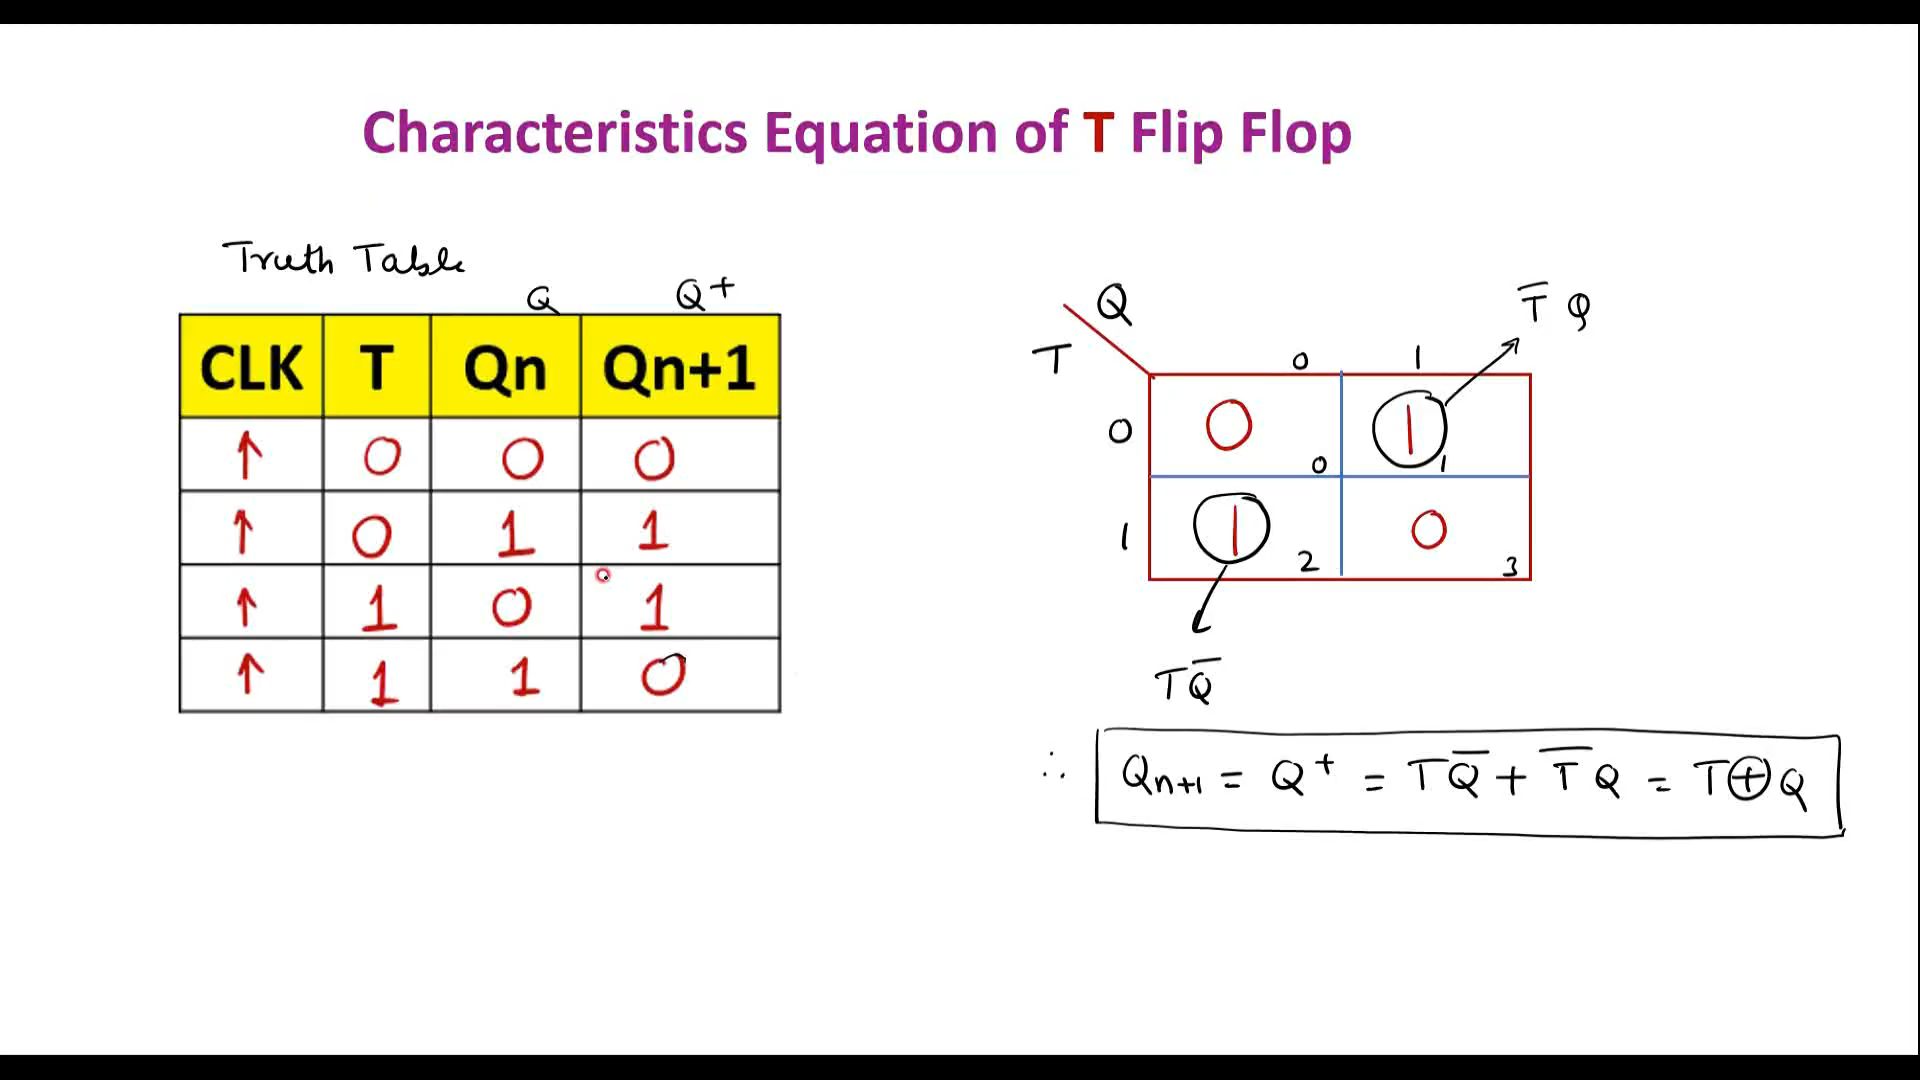 Characteristics Equation of T Flip Flop
Truth Table
Q Q+
CLK T Qn Qn+1
↑ 0 0 0
↑ 0 1 1
↑ 1 0 1
↑ 1 1 0
Q
T
0 1
T̅ Q
0 0 0 1 1
1 1 2 0 3
TQ̅
∴ Qn+1 = Q+ = TQ̅ + T̅Q = T⊕Q